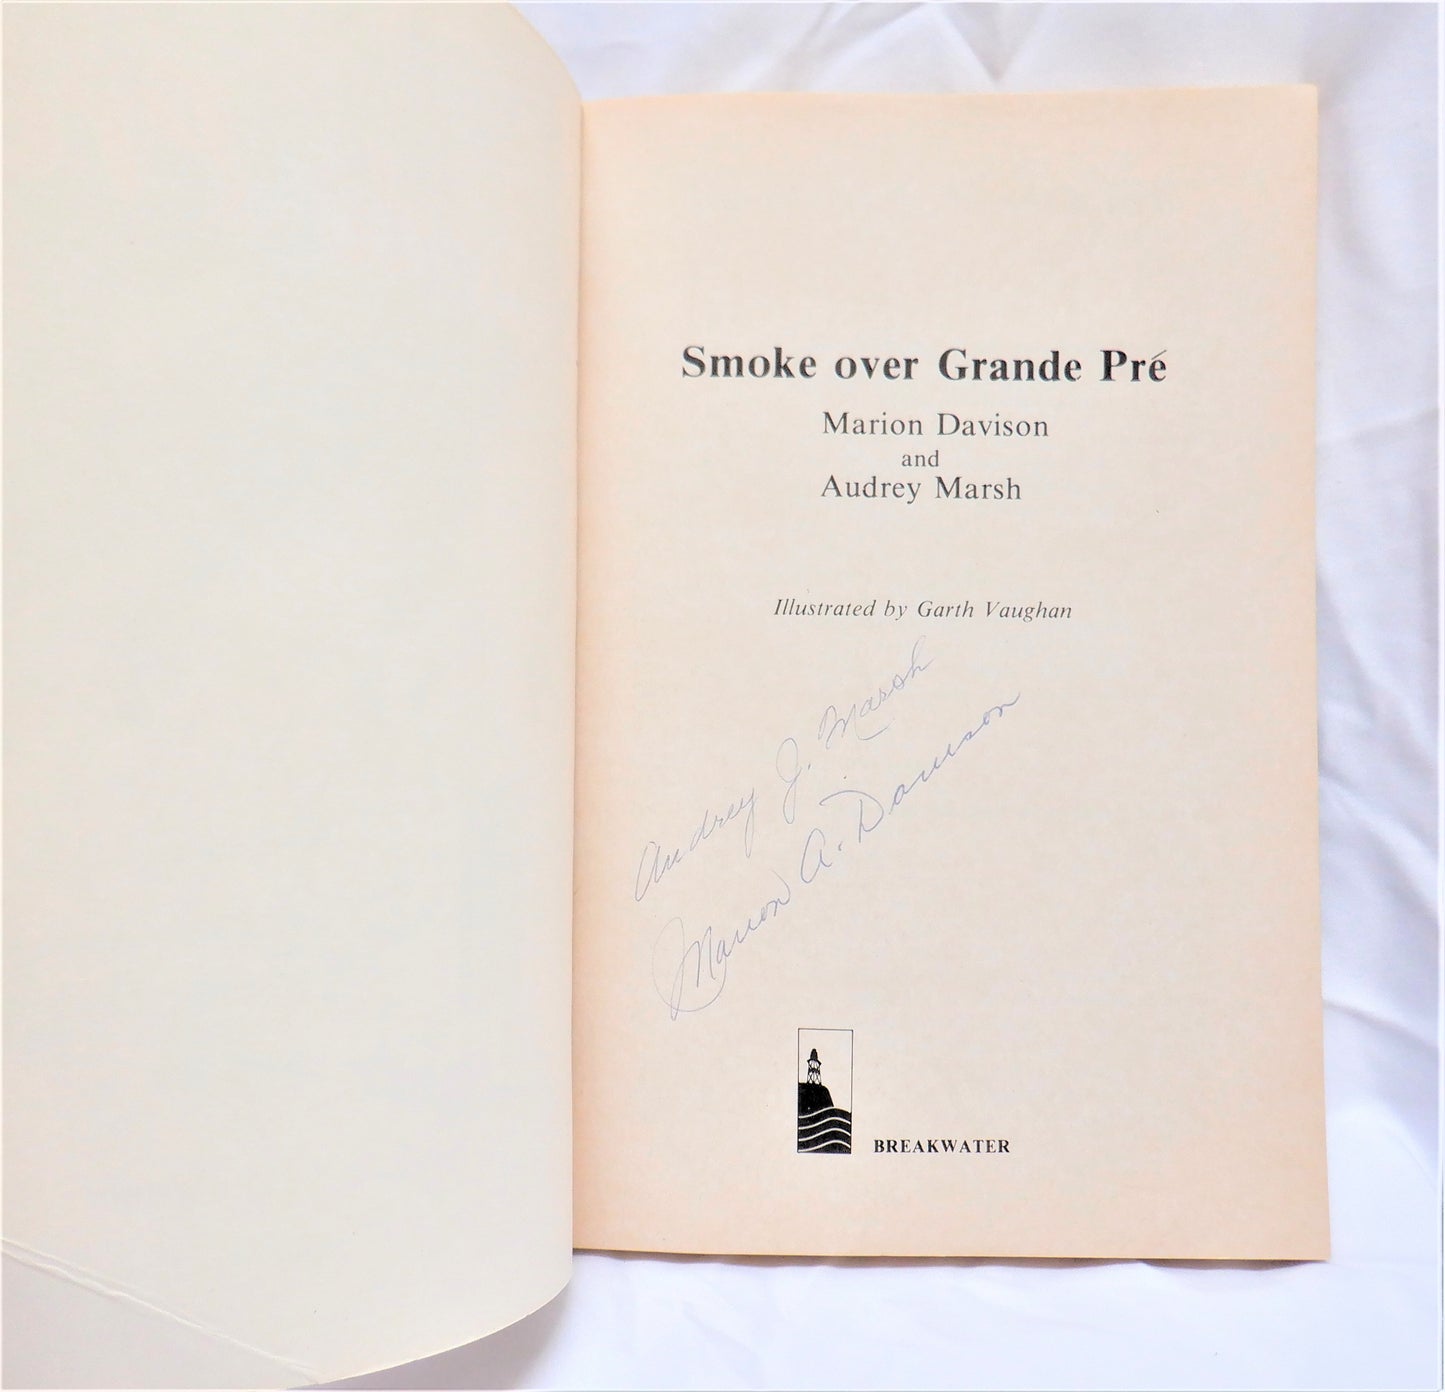 Smoke over Grande Pré
Marion Davison
and
Audrey Marsh
Illustrated by Garth Vaughan
Audrey J. Marsh
Marion A. Davison
BREAKWATER